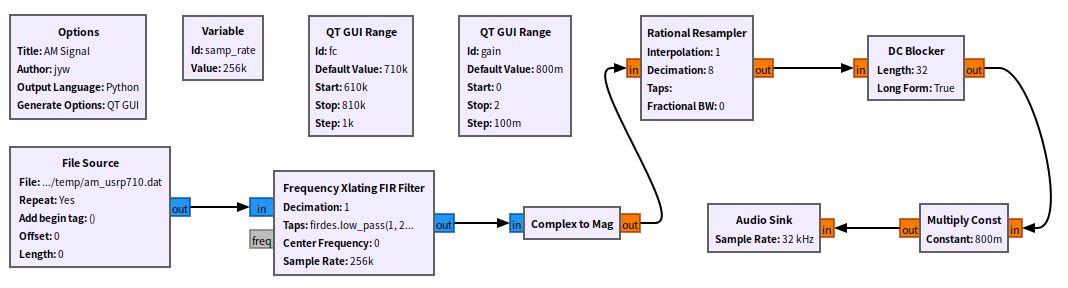 Options
Title: AM Signal
Author: jyw
Output Language: Python
Generate Options: QT GUI
Variable
Id: samp_rate
Value: 256k
QT GUI Range
Id: fc
Default Value: 710k
Start: 610k
Stop: 810k
Step: 1k
QT GUI Range
Id: gain
Default Value: 800m
Start: 0
Stop: 2
Step: 100m
Rational Resampler
Interpolation: 1
Decimation: 8
Taps:
Fractional BW: 0
in
out
DC Blocker
Length: 32
Long Form: True
in
out
File Source
File: .../temp/am_usrp710.dat
Repeat: Yes
Add begin tag: ()
Offset: 0
Length: 0
out
Frequency Xlating FIR Filter
Decimation: 1
Taps: firdes.low_pass(1, 2...
Center Frequency: 0
Sample Rate: 256k
in
freq
out
Complex to Mag
in
out
Audio Sink
Sample Rate: 32 kHz
in
Multiply Const
Constant: 800m
out
in